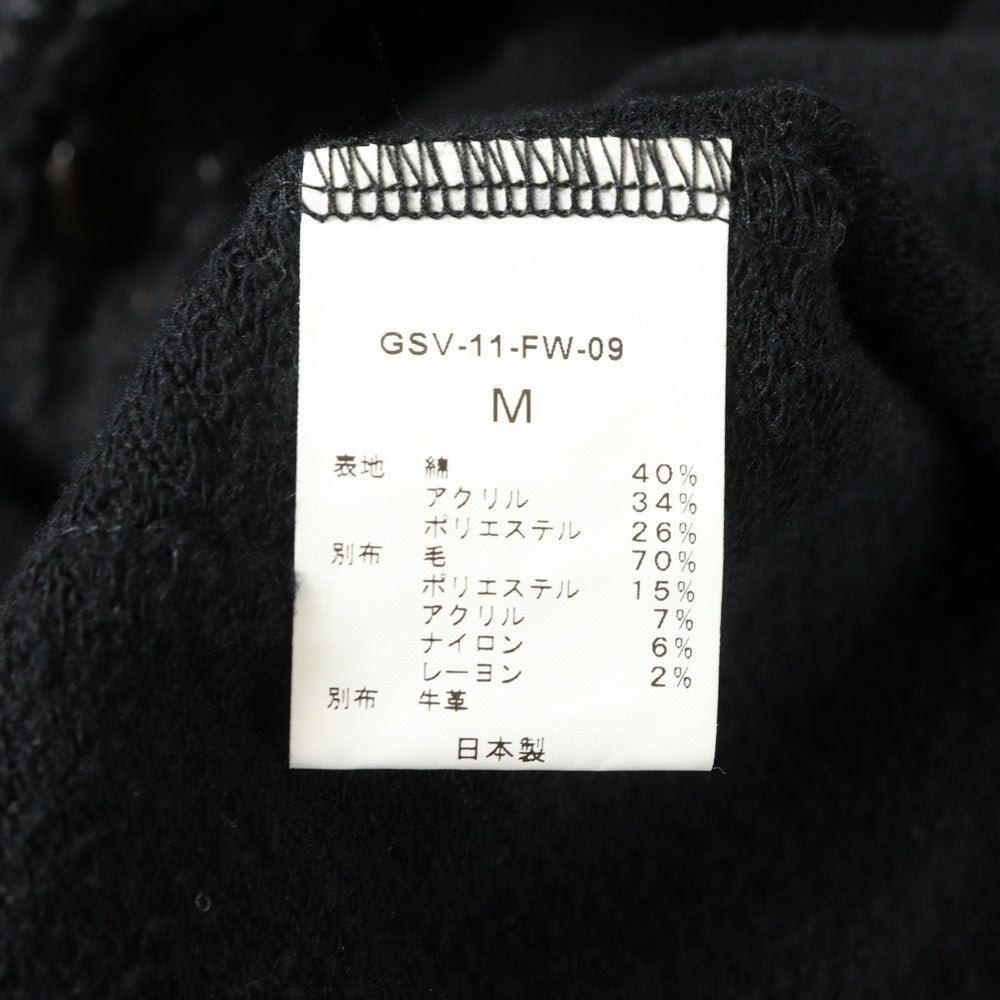 GSV-11-FW-09
M
表地 綿 40%
アクリル 34%
ポリエステル 26%
別布 毛 70%
ポリエステル 15%
アクリル 7%
ナイロン 6%
レーヨン 2%
別布 牛革
日本製